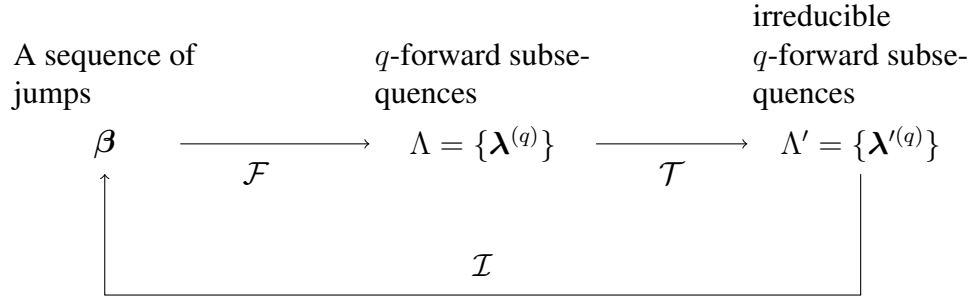 A sequence of
jumps
q-forward subse-
quences
irreducible
q-forward subse-
quences
β
Λ = {λ^{(q)}}
Λ′ = {λ′^{(q)}}
ℱ
𝒯
ℐ